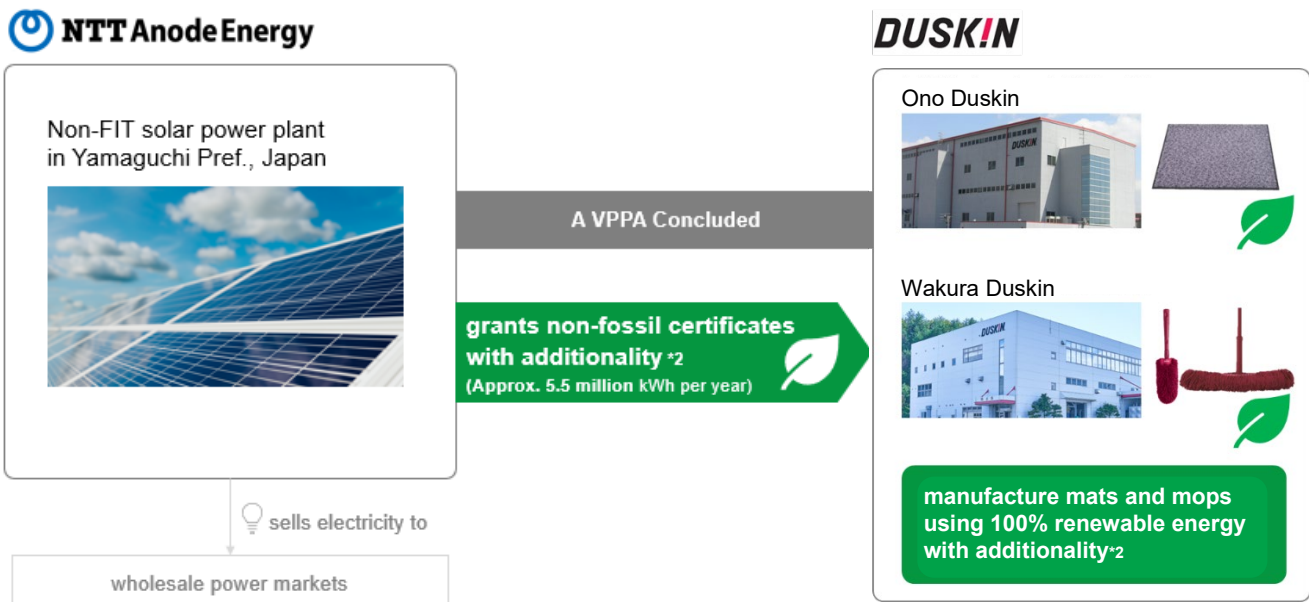 NTT Anode Energy
DUSKIN
Non-FIT solar power plant
in Yamaguchi Pref., Japan
Ono Duskin
DUSKIN
A VPPA Concluded
Wakura Duskin
DUSKIN
grants non-fossil certificates
with additionality *2
(Approx. 5.5 million kWh per year)
manufacture mats and mops
using 100% renewable energy
with additionality*2
sells electricity to
wholesale power markets